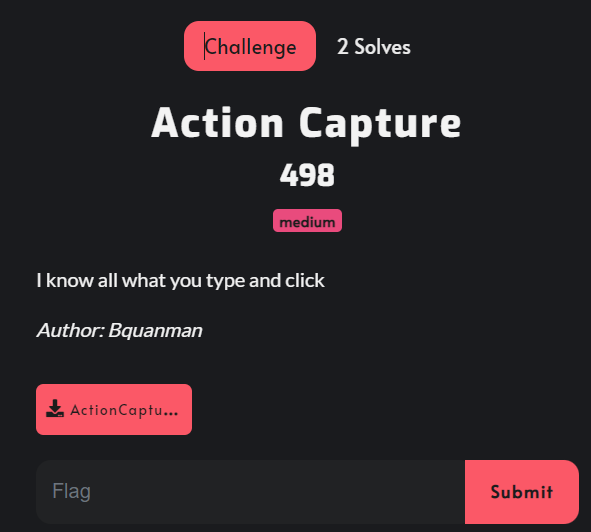 Challenge 2 Solves
Action Capture
498
medium
I know all what you type and click
Author: Bquanman
ActionCaptu...
Flag Submit